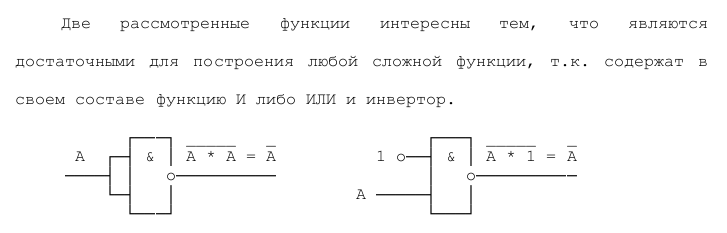 Две рассмотренные функции интересны тем, что являются
достаточными для построения любой сложной функции, т.к. содержат в
своем составе функцию И либо ИЛИ и инвертор.
A & A̅ ̅*̅ ̅A̅ = A̅
1 & A̅ ̅*̅ ̅1̅ = A̅
A